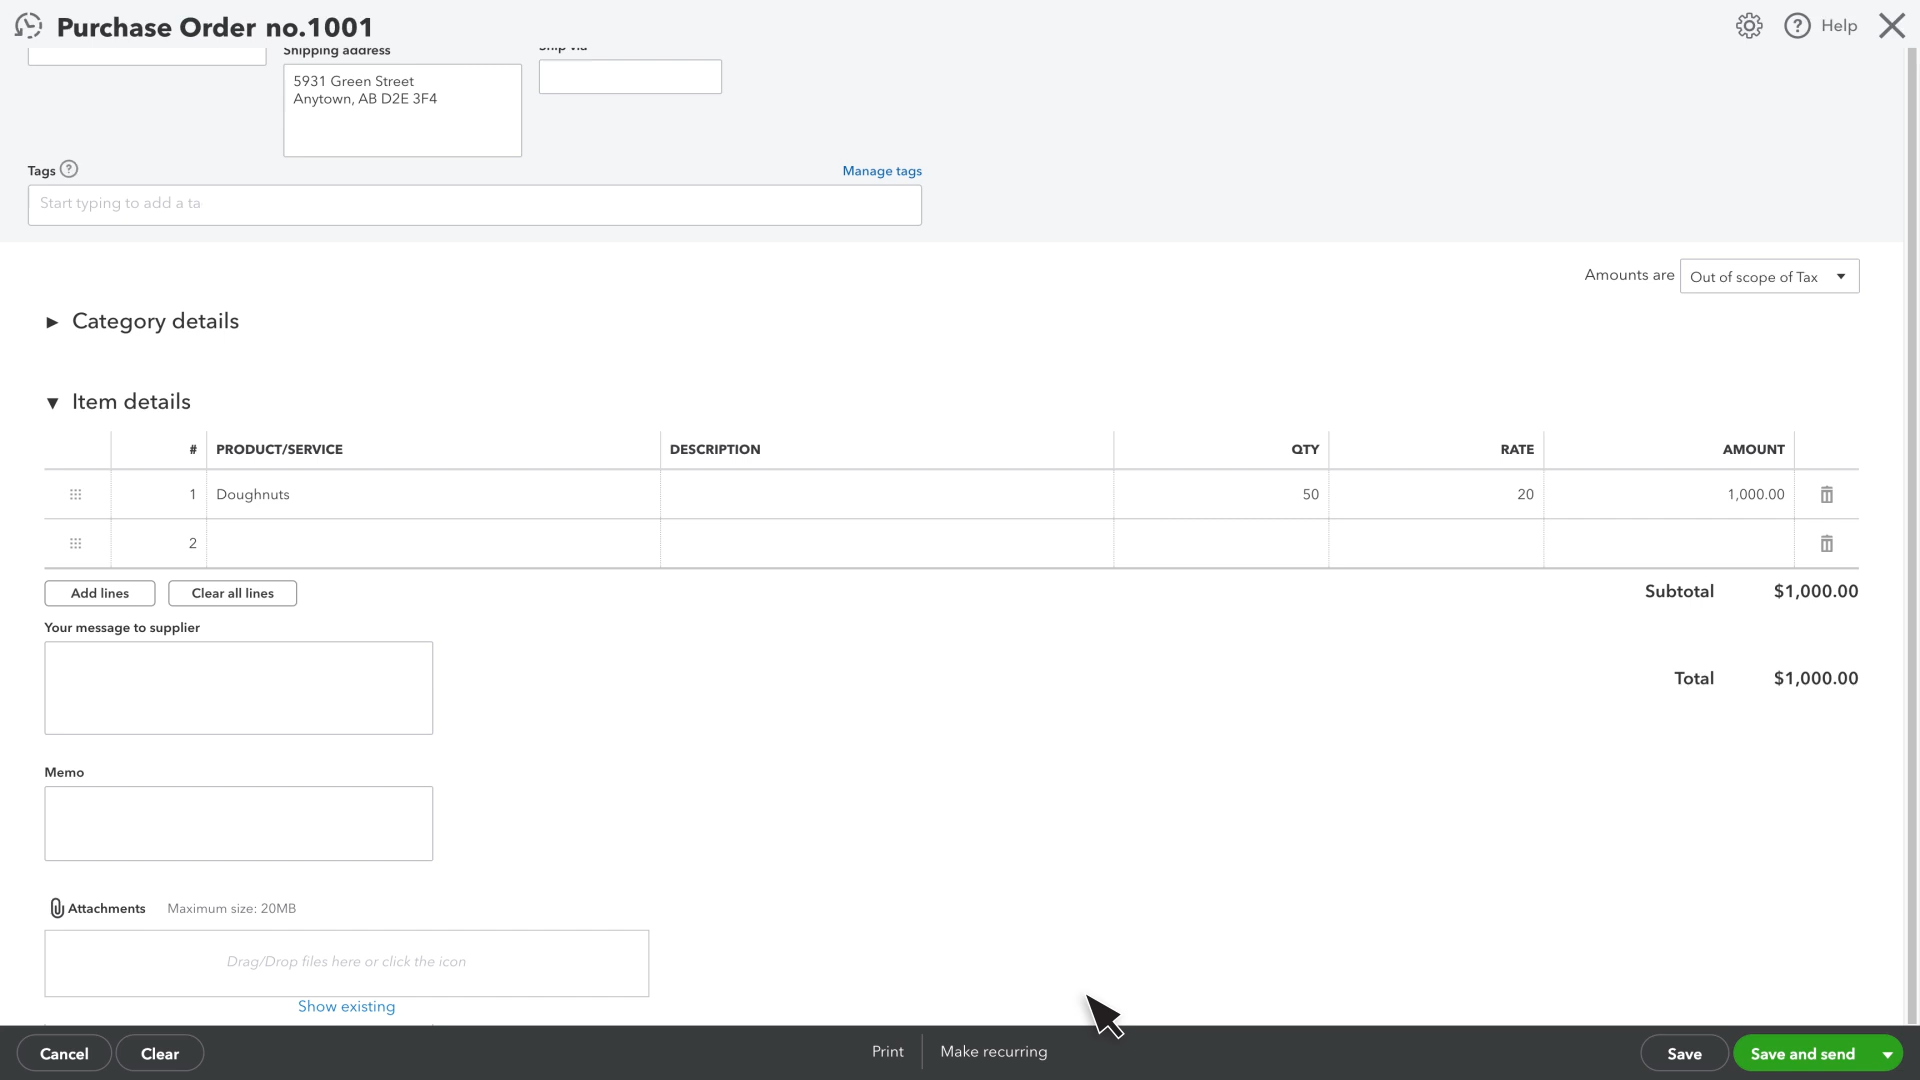 Purchase Order no.1001
Help
Shipping address
Ship via
5931 Green Street
Anytown, AB D2E 3F4
Tags
Manage tags
Start typing to add a ta
Amounts are
Out of scope of Tax
Category details
Item details
# PRODUCT/SERVICE DESCRIPTION QTY RATE AMOUNT
1 Doughnuts 50 20 1,000.00
2
Add lines
Clear all lines
Subtotal $1,000.00
Your message to supplier
Total $1,000.00
Memo
Attachments Maximum size: 20MB
Drag/Drop files here or click the icon
Show existing
Cancel
Clear
Print
Make recurring
Save
Save and send